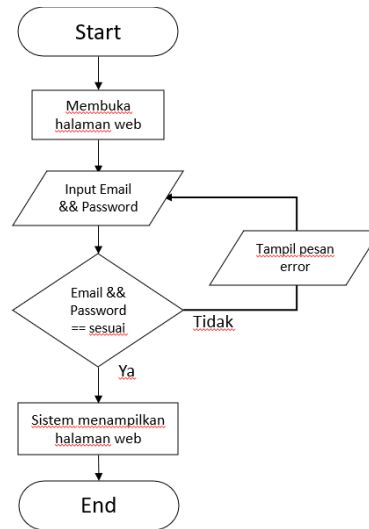 Start
Membuka
halaman web
Input Email
&& Password
Tampil pesan
error
Email &&
Password
== sesuai
Tidak
Ya
Sistem menampilkan
halaman web
End